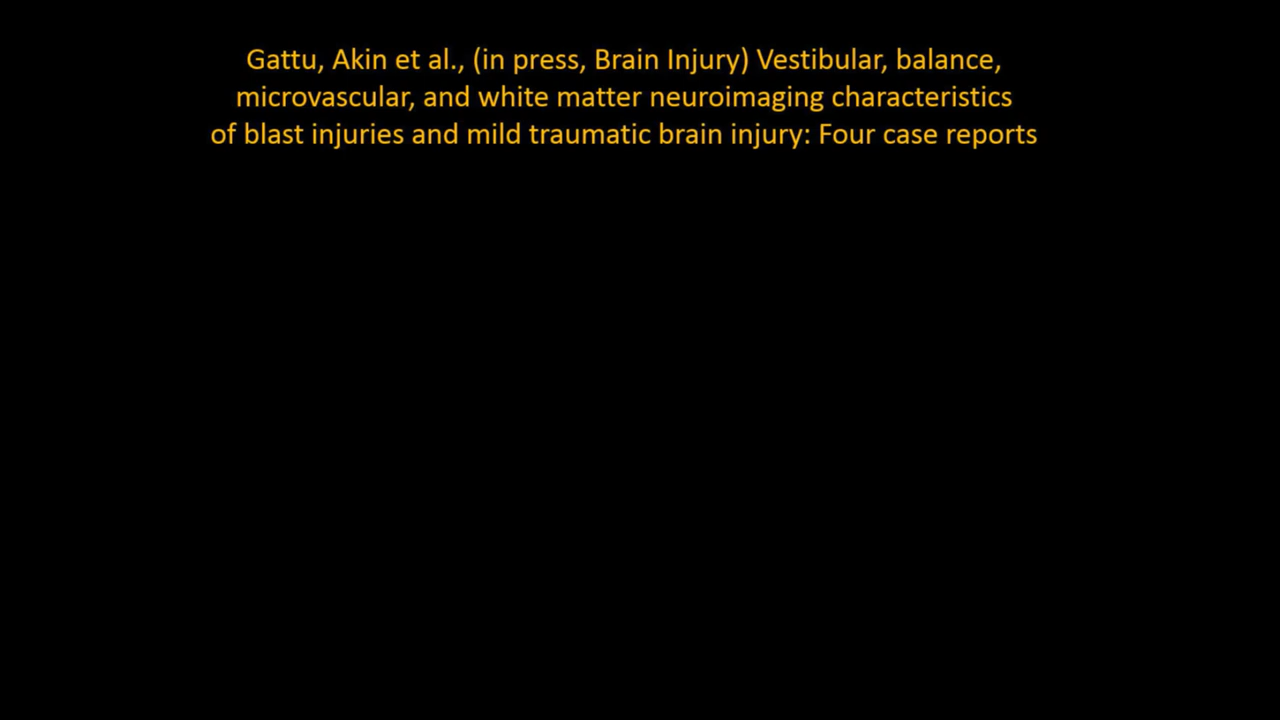 Gattu, Akin et al., (in press, Brain Injury) Vestibular, balance,
microvascular, and white matter neuroimaging characteristics
of blast injuries and mild traumatic brain injury: Four case reports